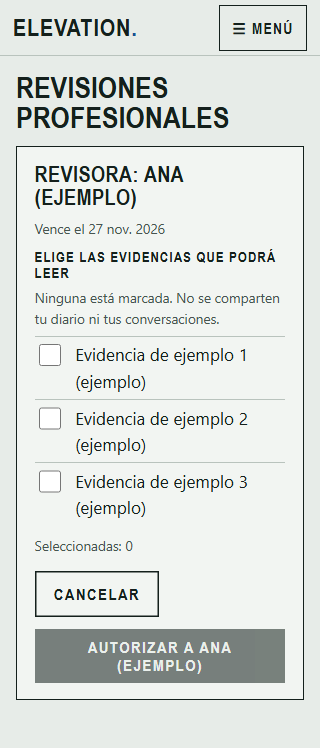 ELEVATION.
☰ MENÚ
REVISIONES
PROFESIONALES
REVISORA: ANA
(EJEMPLO)
Vence el 27 nov. 2026
ELIGE LAS EVIDENCIAS QUE PODRÁ
LEER
Ninguna está marcada. No se comparten
tu diario ni tus conversaciones.
Evidencia de ejemplo 1
(ejemplo)
Evidencia de ejemplo 2
(ejemplo)
Evidencia de ejemplo 3
(ejemplo)
Seleccionadas: 0
CANCELAR
AUTORIZAR A ANA
(EJEMPLO)